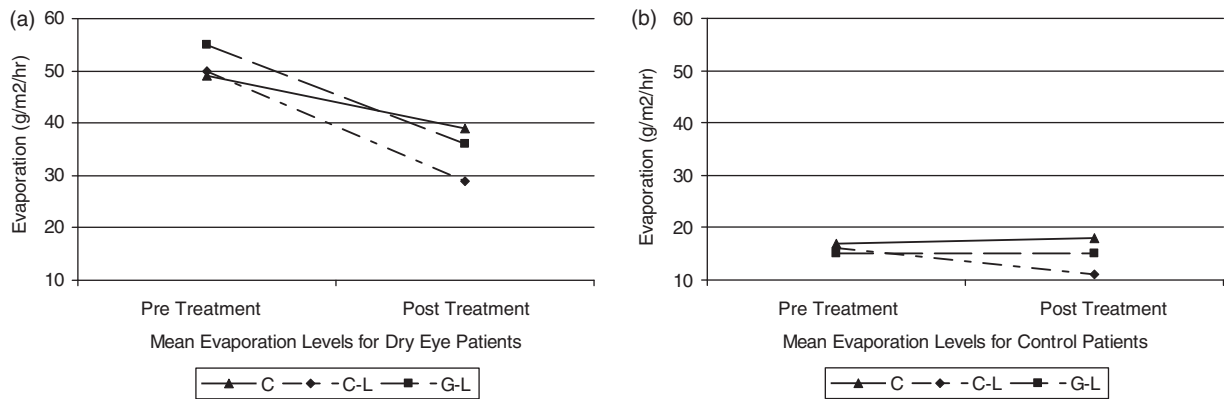 (a)
60
50
40
30
20
10
Evaporation (g/m2/hr)
Pre Treatment Post Treatment
Mean Evaporation Levels for Dry Eye Patients
C C-L G-L
(b)
60
50
40
30
20
10
Evaporation (g/m2/hr)
Pre Treatment Post Treatment
Mean Evaporation Levels for Control Patients
C C-L G-L